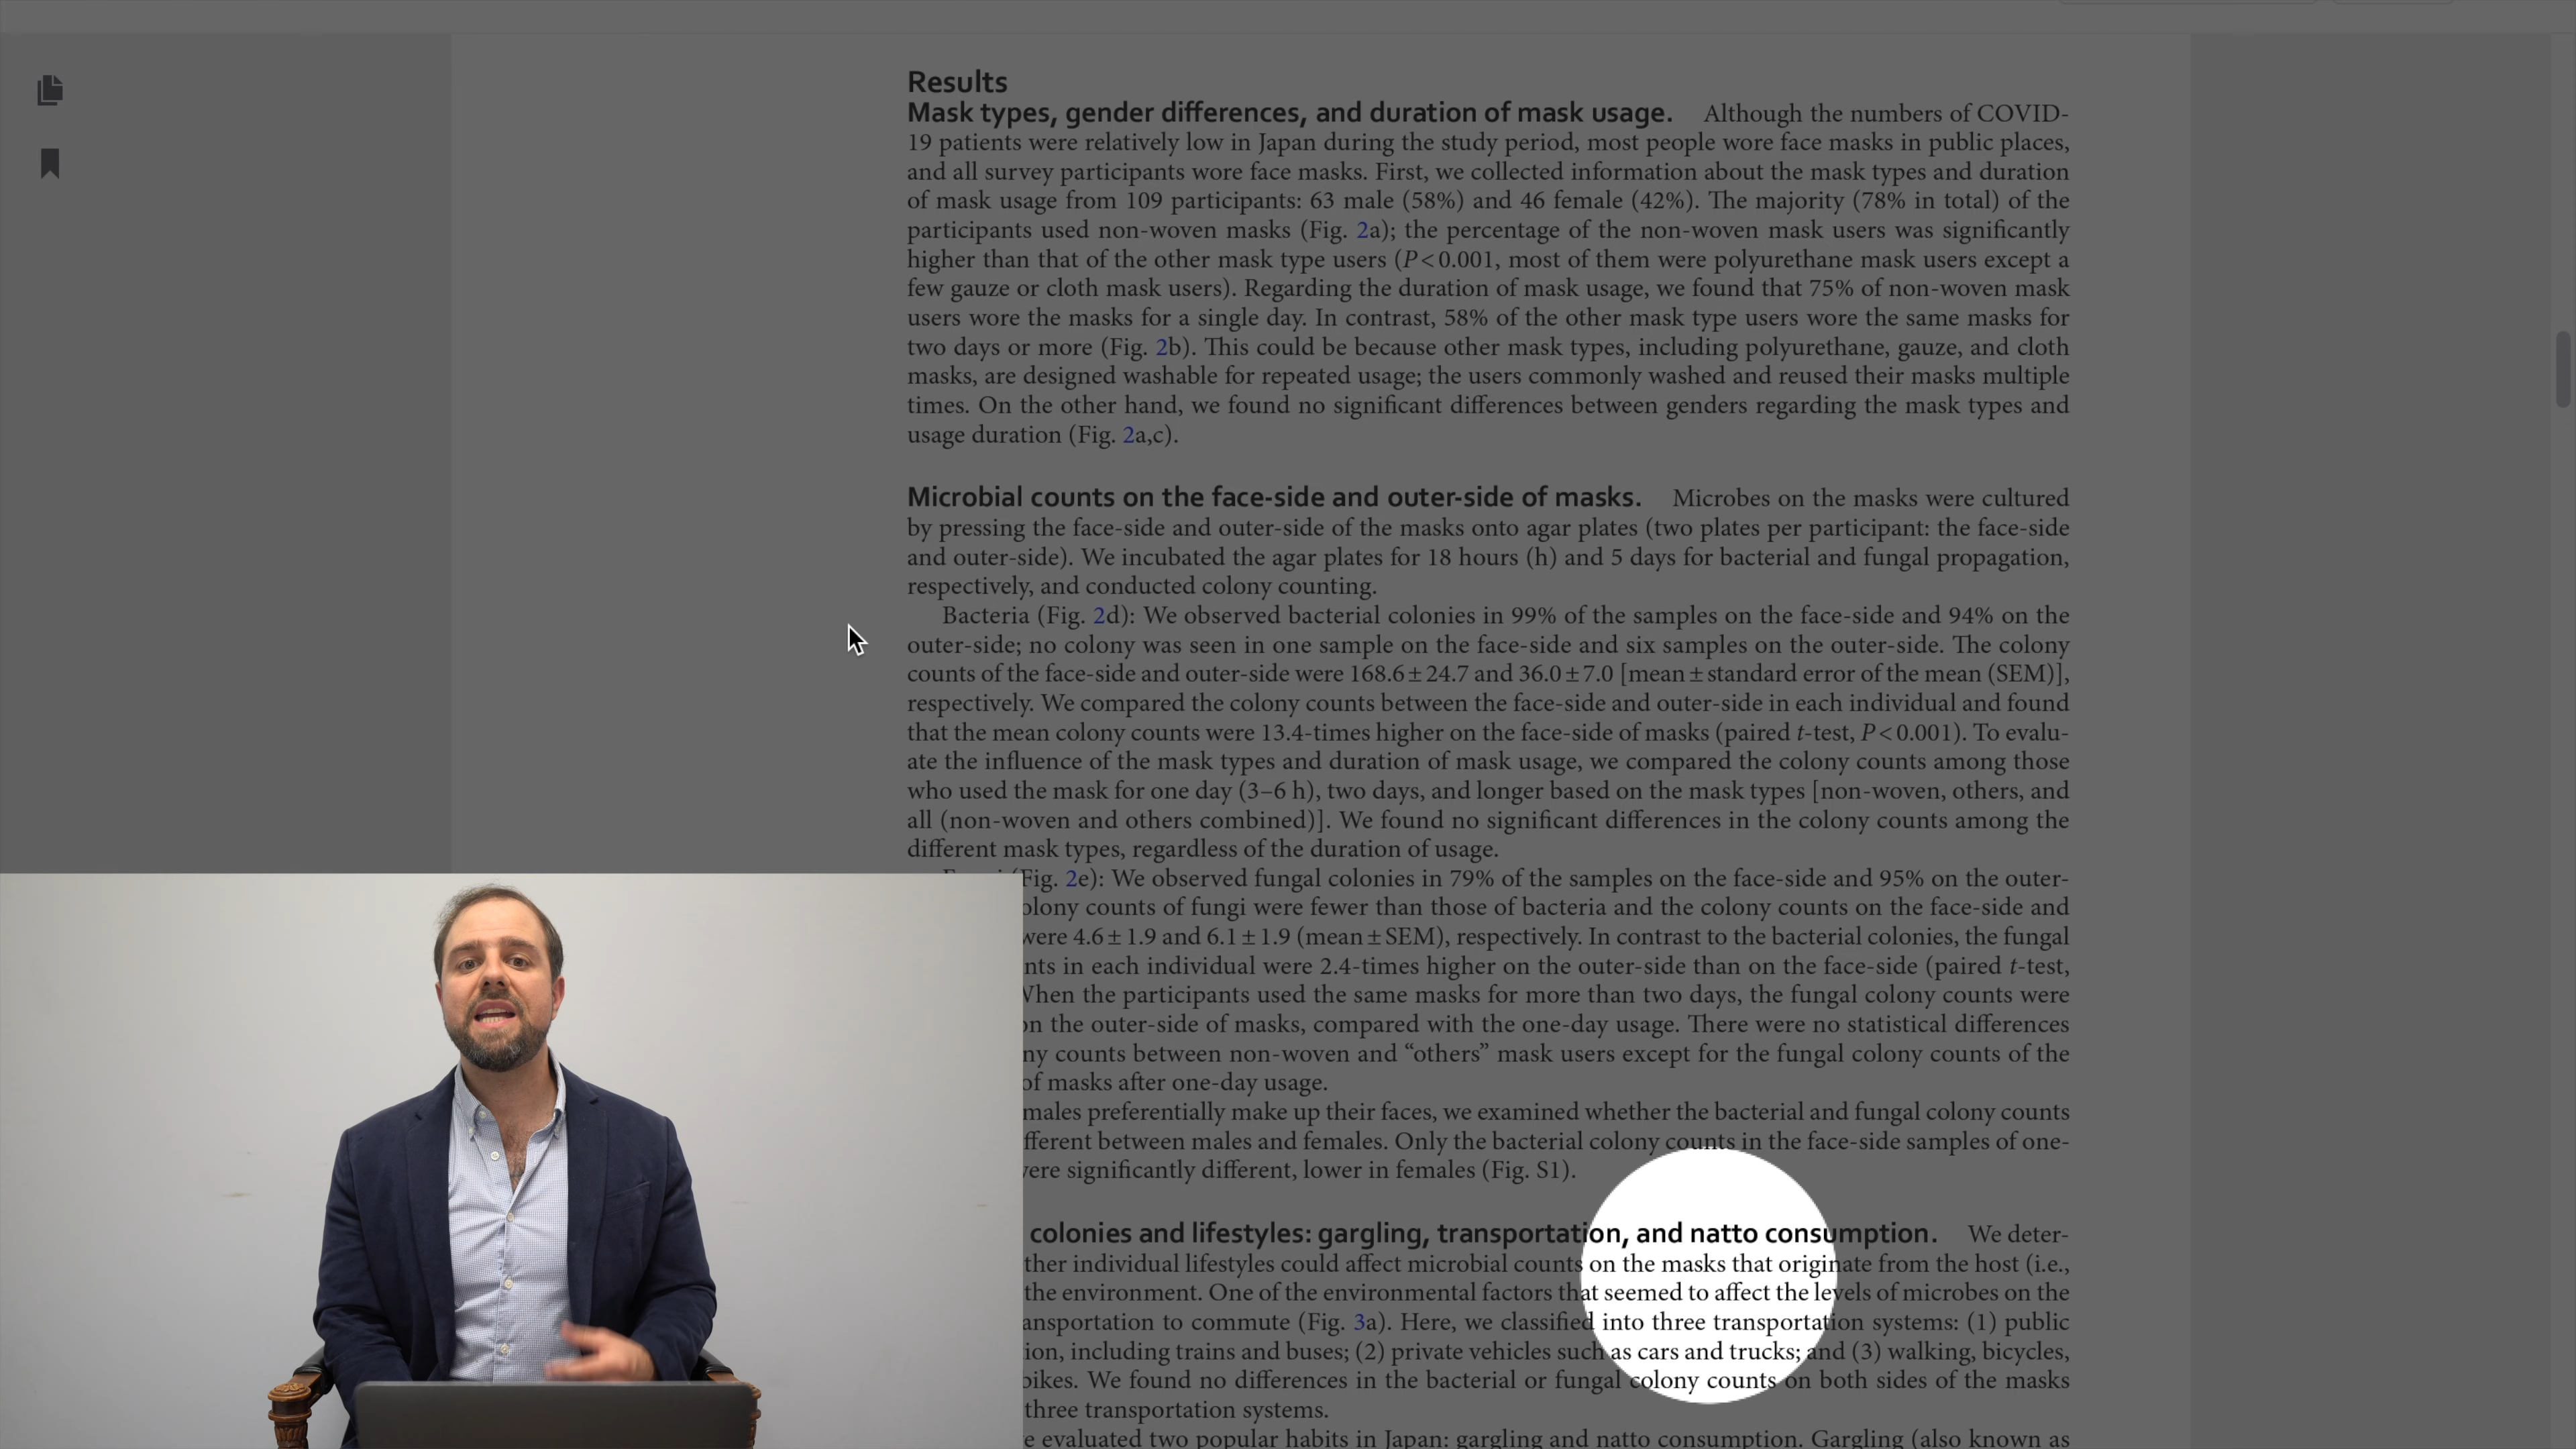 Results
Mask types, gender differences, and duration of mask usage. Although the numbers of COVID-
19 patients were relatively low in Japan during the study period, most people wore face masks in public places,
and all survey participants wore face masks. First, we collected information about the mask types and duration
of mask usage from 109 participants: 63 male (58%) and 46 female (42%). The majority (78% in total) of the
participants used non-woven masks (Fig. 2a); the percentage of the non-woven mask users was significantly
higher than that of the other mask type users (P<0.001, most of them were polyurethane mask users except a
few gauze or cloth mask users). Regarding the duration of mask usage, we found that 75% of non-woven mask
users wore the masks for a single day. In contrast, 58% of the other mask type users wore the same masks for
two days or more (Fig. 2b). This could be because other mask types, including polyurethane, gauze, and cloth
masks, are designed washable for repeated usage; the users commonly washed and reused their masks multiple
times. On the other hand, we found no significant differences between genders regarding the mask types and
usage duration (Fig. 2a,c).
Microbial counts on the face-side and outer-side of masks. Microbes on the masks were cultured
by pressing the face-side and outer-side of the masks onto agar plates (two plates per participant: the face-side
and outer-side). We incubated the agar plates for 18 hours (h) and 5 days for bacterial and fungal propagation,
respectively, and conducted colony counting.
Bacteria (Fig. 2d): We observed bacterial colonies in 99% of the samples on the face-side and 94% on the
outer-side; no colony was seen in one sample on the face-side and six samples on the outer-side. The colony
counts of the face-side and outer-side were 168.6±24.7 and 36.0±7.0 [mean±standard error of the mean (SEM)],
respectively. We compared the colony counts between the face-side and outer-side in each individual and found
that the mean colony counts were 13.4-times higher on the face-side of masks (paired t-test, P<0.001). To evalu-
ate the influence of the mask types and duration of mask usage, we compared the colony counts among those
who used the mask for one day (3–6 h), two days, and longer based on the mask types [non-woven, others, and
all (non-woven and others combined)]. We found no significant differences in the colony counts among the
different mask types, regardless of the duration of usage.
(Fig. 2e): We observed fungal colonies in 79% of the samples on the face-side and 95% on the outer-
olony counts of fungi were fewer than those of bacteria and the colony counts on the face-side and
were 4.6±1.9 and 6.1±1.9 (mean±SEM), respectively. In contrast to the bacterial colonies, the fungal
nts in each individual were 2.4-times higher on the outer-side than on the face-side (paired t-test,
When the participants used the same masks for more than two days, the fungal colony counts were
on the outer-side of masks, compared with the one-day usage. There were no statistical differences
ny counts between non-woven and “others” mask users except for the fungal colony counts of the
of masks after one-day usage.
males preferentially make up their faces, we examined whether the bacterial and fungal colony counts
fferent between males and females. Only the bacterial colony counts in the face-side samples of one-
were significantly different, lower in females (Fig. S1).
colonies and lifestyles: gargling, transportation, and natto consumption. We deter-
ther individual lifestyles could affect microbial counts on the masks that originate from the host (i.e.,
the environment. One of the environmental factors that seemed to affect the levels of microbes on the
ansportation to commute (Fig. 3a). Here, we classified into three transportation systems: (1) public
ion, including trains and buses; (2) private vehicles such as cars and trucks; and (3) walking, bicycles,
bikes. We found no differences in the bacterial or fungal colony counts on both sides of the masks
three transportation systems.
e evaluated two popular habits in Japan: gargling and natto consumption. Gargling (also known as